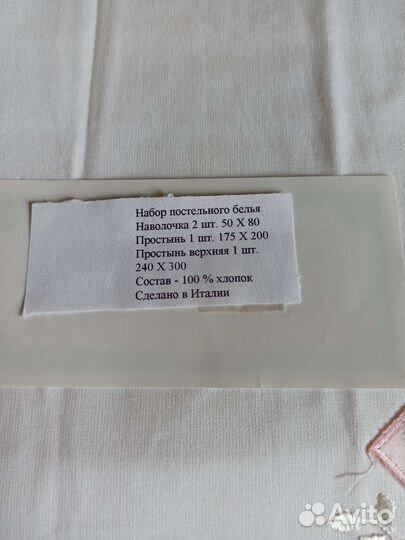 Набор постельного белья
Наволочка 2 шт. 50 X 80
Простынь 1 шт. 175 X 200
Простынь верхняя 1 шт.
240 X 300
Состав - 100 % хлопок
Сделано в Италии
Avito